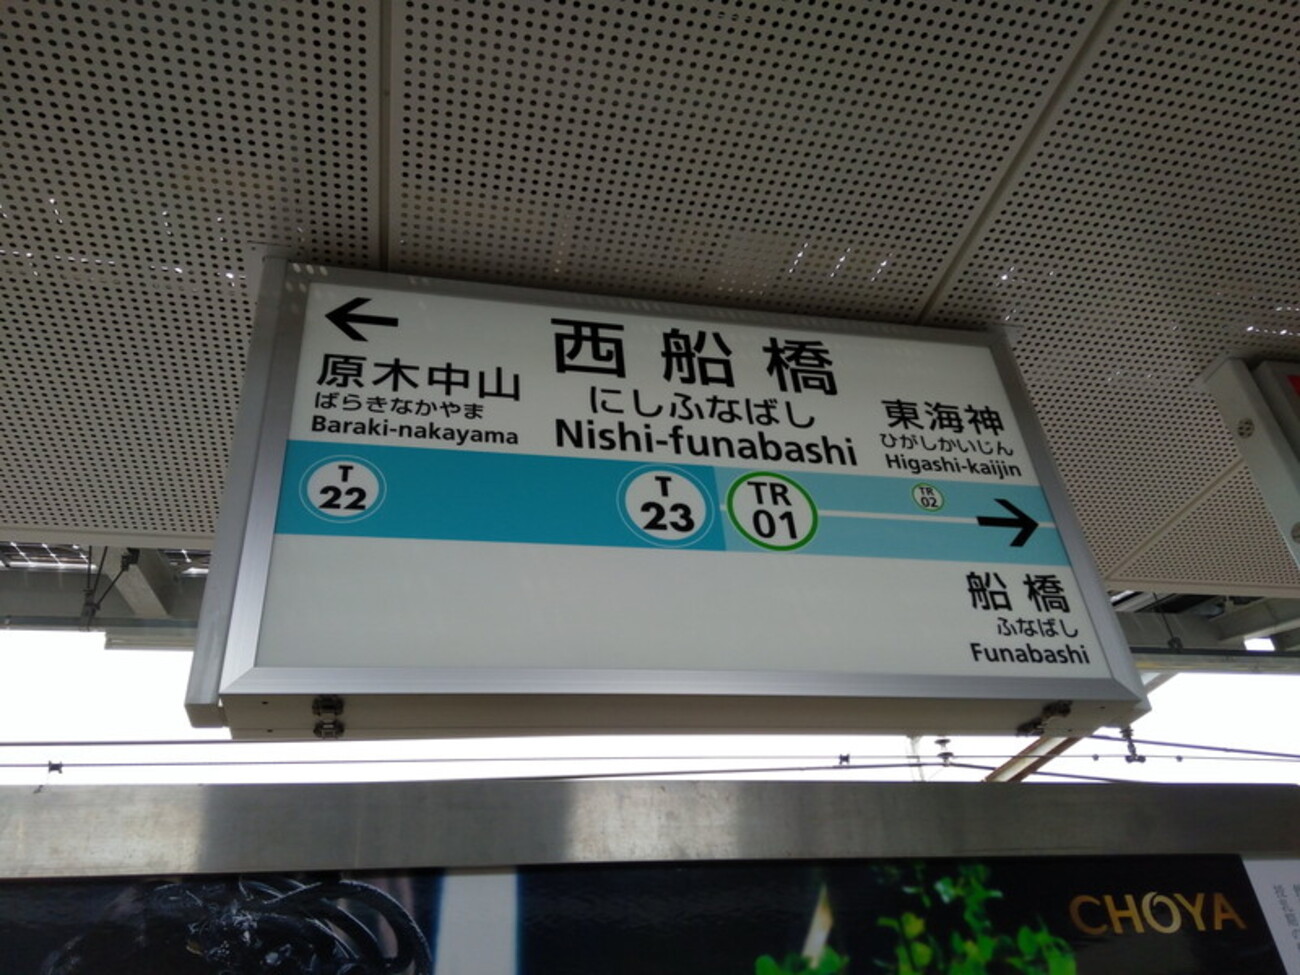 西船橋
にしふなばし
Nishi-funabashi
原木中山
ばらきなかやま
Baraki-nakayama
東海神
ひがしかいじん
Higashi-kaijin
T
22
T
23
TR
01
TR
02
船橋
ふなばし
Funabashi
CHOYA